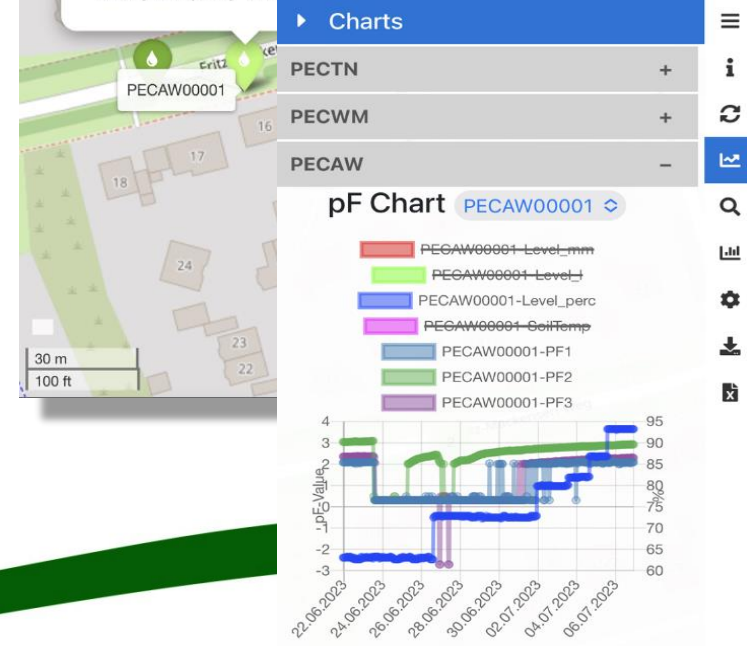 Fritz
PECAW00001
16
17
18
24
23
22
30 m
100 ft
Charts
PECTN +
PECWM +
PECAW −
pF Chart PECAW00001
PECAW00001-Level_mm
PECAW00001-Level_l
PECAW00001-Level_perc
PECAW00001-SoilTemp
PECAW00001-PF1
PECAW00001-PF2
PECAW00001-PF3
4
3
2
1
0
-1
-2
-3
pF-Value
95
90
85
80
75
70
65
60
%
22.06.2023
24.06.2023
26.06.2023
28.06.2023
30.06.2023
02.07.2023
04.07.2023
06.07.2023